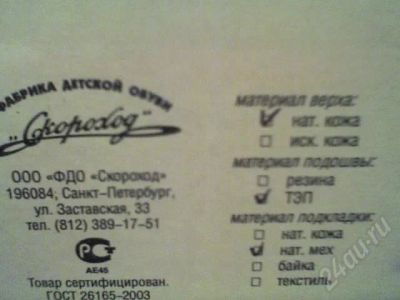 ФАБРИКА ДЕТСКОЙ ОБУВИ
"Скороход"
ООО «ФДО «Скороход»
196084, Санкт-Петербург,
ул. Заставская, 33
тел. (812) 389-17-51
РСТ
АЕ45
Товар сертифицирован.
ГОСТ 26165-2003
материал верха:
нат. кожа
иск. кожа
материал подошвы:
резина
ТЭП
материал подкладки:
нат. кожа
нат. мех
байка
текстиль
24au.ru